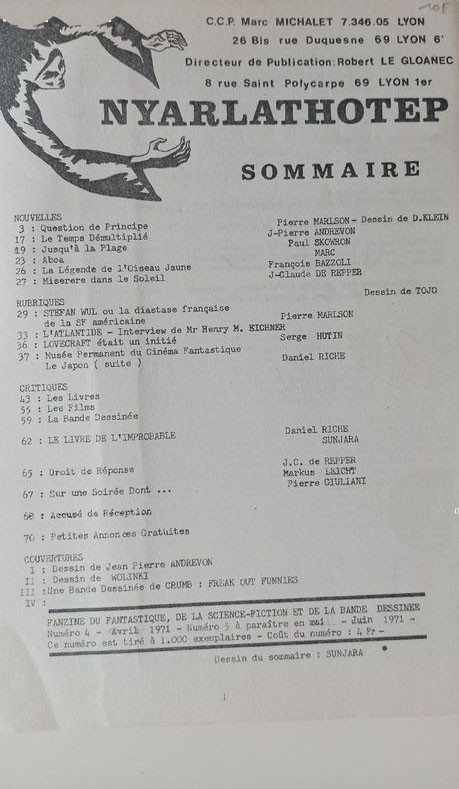 10F
C.C.P. Marc MICHALET 7.346.05 LYON
26 Bis rue Duquesne 69 LYON 6'
Directeur de Publication: Robert LE GLOANEC
8 rue Saint Polycarpe 69 LYON 1er
NYARLATHOTEP
SOMMAIRE
NOUVELLES
3 : Question de Principe Pierre MARLSON - Dessin de D.KLEIN
17 : Le Temps Démultiplié J-Pierre ANDREVON
19 : Jusqu'à la Plage Paul SKOWRON
23 : Aboa MARC
26 : La Légende de l'Oiseau Jaune François BAZZOLI
27 : Miserere dans le Soleil J-Claude DE REPPER
Dessin de TOJO
RUBRIQUES
29 : STEFAN WUL ou la diastase française
de la SF américaine Pierre MARLSON
33 : L'ATLANTIDE - Interview de Mr Henry M. EICHNER
36 : LOVECRAFT était un initié Serge HUTIN
37 : Musée Permanent du Cinéma Fantastique
Le Japon ( suite ) Daniel RICHE
CRITIQUES
43 : Les Livres
55 : Les Films
59 : La Bande Dessinée
62 : LE LIVRE DE L'IMPROBABLE Daniel RICHE
SUNJARA
65 : Droit de Réponse J.C. de REPPER
Markus LEICHT
67 : Sur une Soirée Dont ... Pierre GIULIANI
68 : Accusé de Réception
70 : Petites Annonces Gratuites
COUVERTURES
I : Dessin de Jean Pierre ANDREVON
II : Dessin de WOLINKI
III :Une Bande Dessinée de CRUMB : FREAK OUT FUNNIES
IV :
FANZINE DU FANTASTIQUE, DE LA SCIENCE-FICTION ET DE LA BANDE DESSINEE
Numéro 4 - Avril 1971 - Numéro 5 à paraître en mai - Juin 1971 -
Ce numéro est tiré à 1.000 exemplaires - Coût du numéro : 4 Fr -
Dessin du sommaire : SUNJARA
1